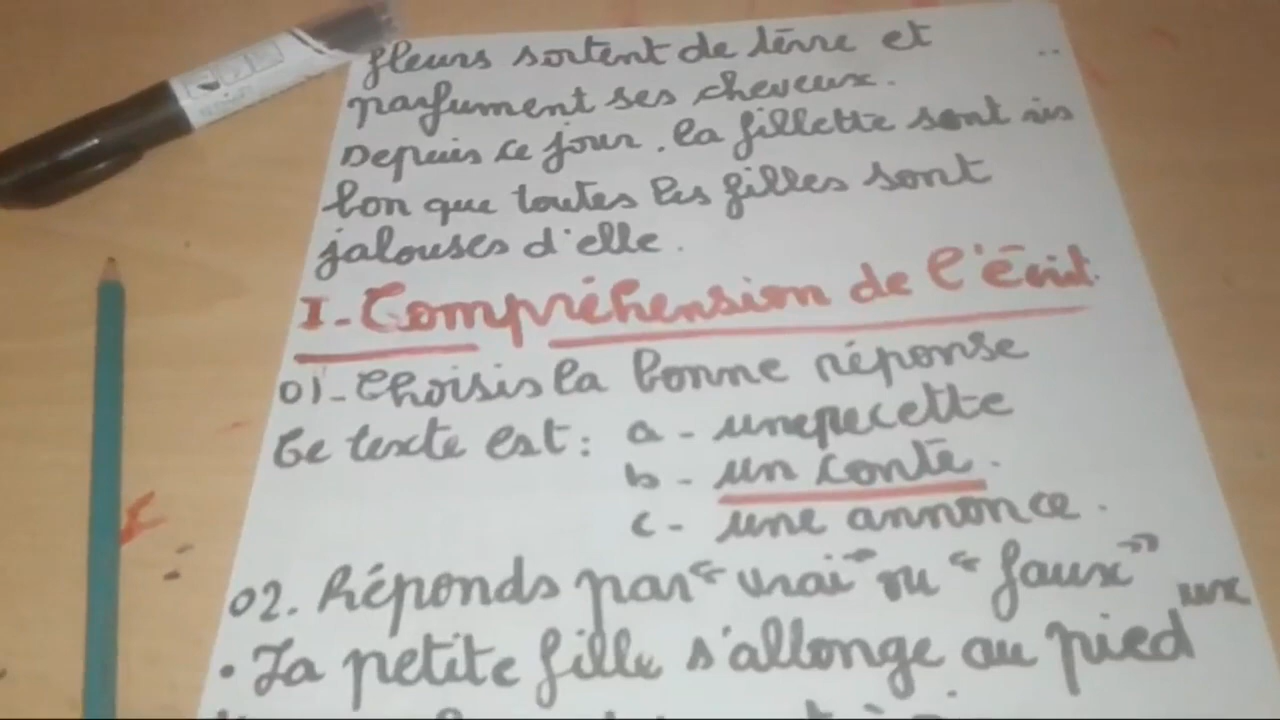 fleurs sortent de terre et
parfument ses cheveux.
Depuis ce jour, la fillette sent si
bon que toutes les filles sont
jalouses d'elle.
I- Compréhension de l'écrit.
01- Choisis la bonne réponse
Ce texte est : a - une recette
b - un conte.
c - une annonce.
02. Réponds par "vrai" ou "faux"
• La petite fille s'allonge au pied